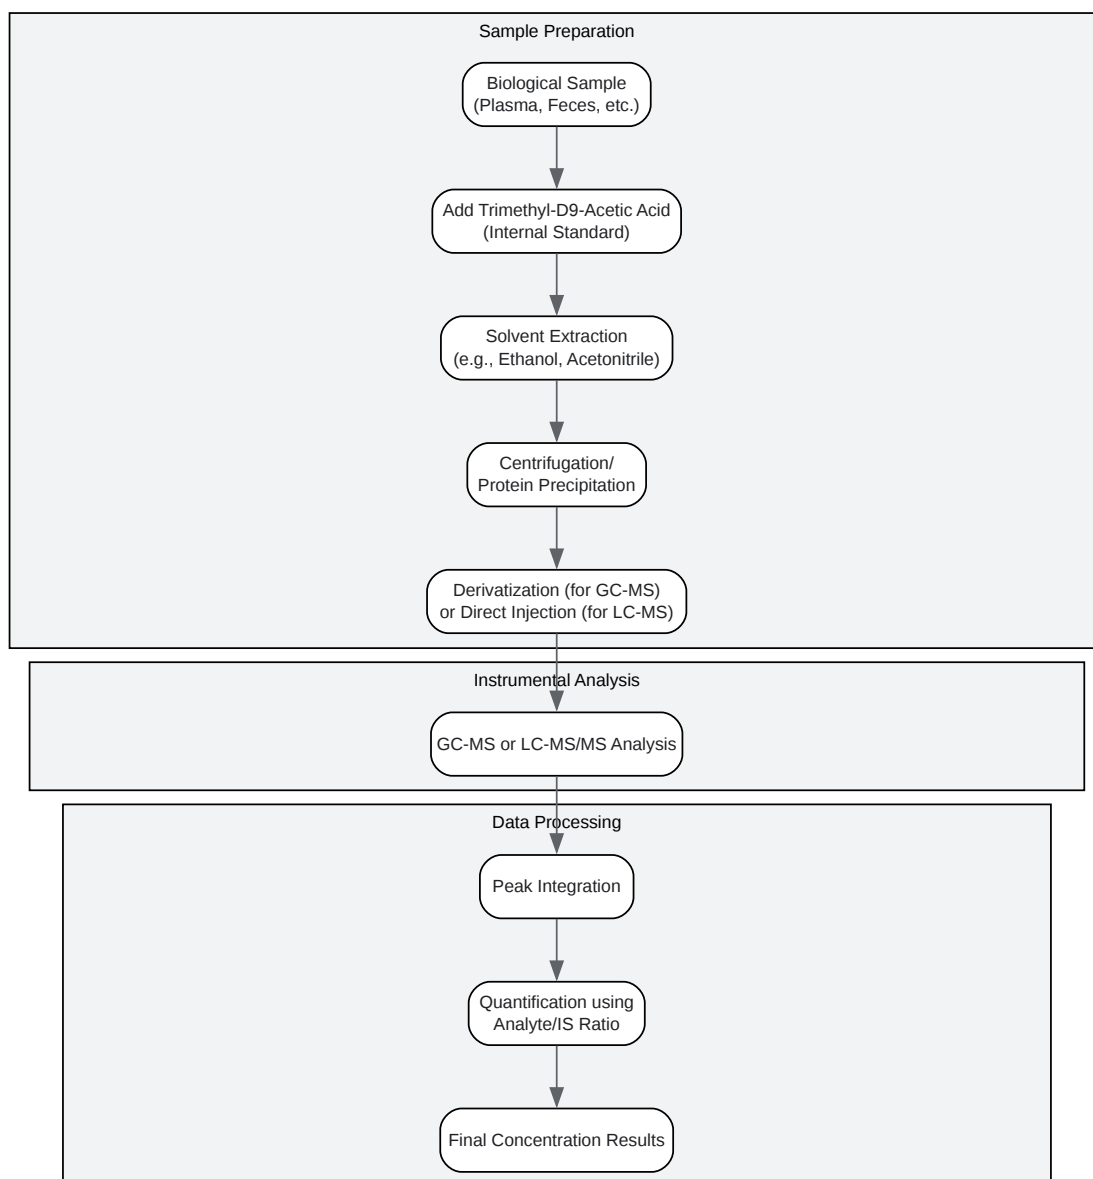 Sample Preparation
Biological Sample
(Plasma, Feces, etc.)
Add Trimethyl-D9-Acetic Acid
(Internal Standard)
Solvent Extraction
(e.g., Ethanol, Acetonitrile)
Centrifugation/
Protein Precipitation
Derivatization (for GC-MS)
or Direct Injection (for LC-MS)
Instrumental Analysis
GC-MS or LC-MS/MS Analysis
Data Processing
Peak Integration
Quantification using
Analyte/IS Ratio
Final Concentration Results